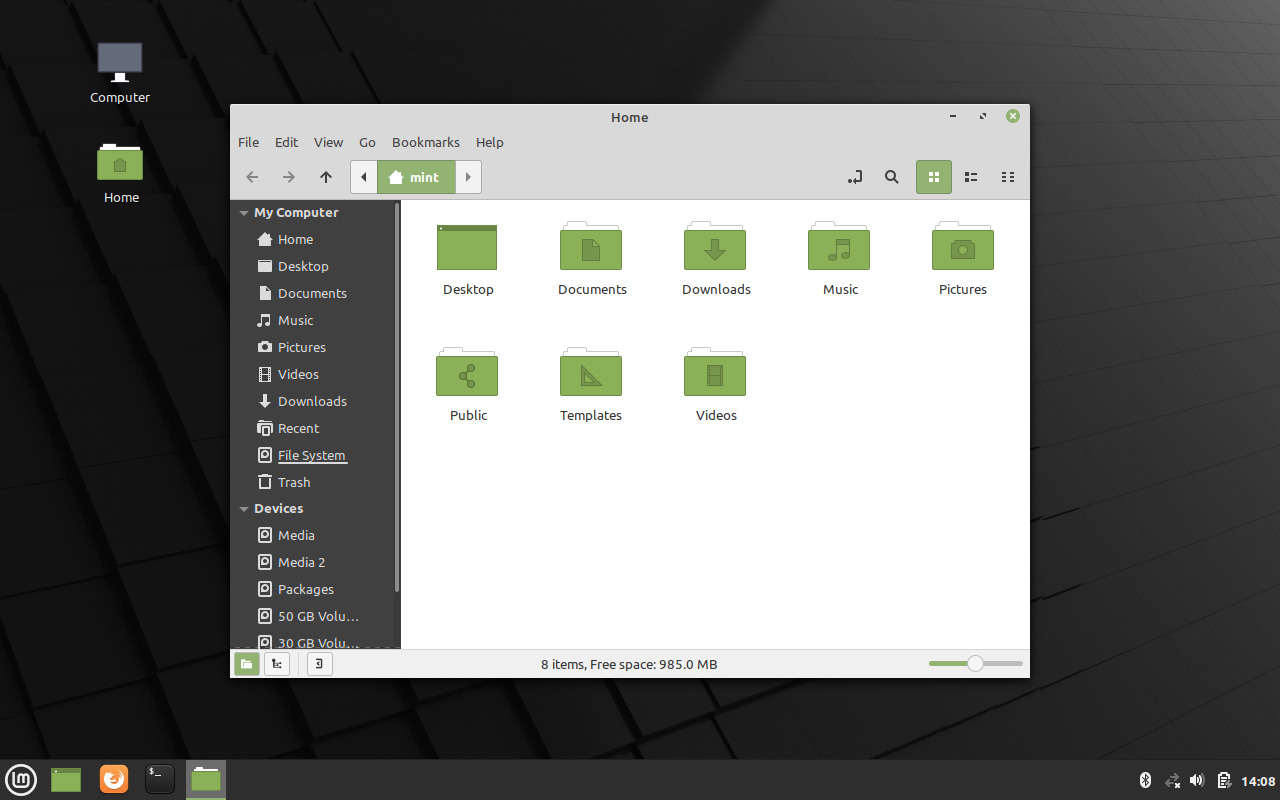 Computer
Home
Home
File Edit View Go Bookmarks Help
mint
My Computer
Home
Desktop
Documents
Music
Pictures
Videos
Downloads
Recent
File System
Trash
Devices
Media
Media 2
Packages
50 GB Volu…
30 GB Volu…
Desktop Documents Downloads Music Pictures
Public Templates Videos
8 items, Free space: 985.0 MB
$_
14:08